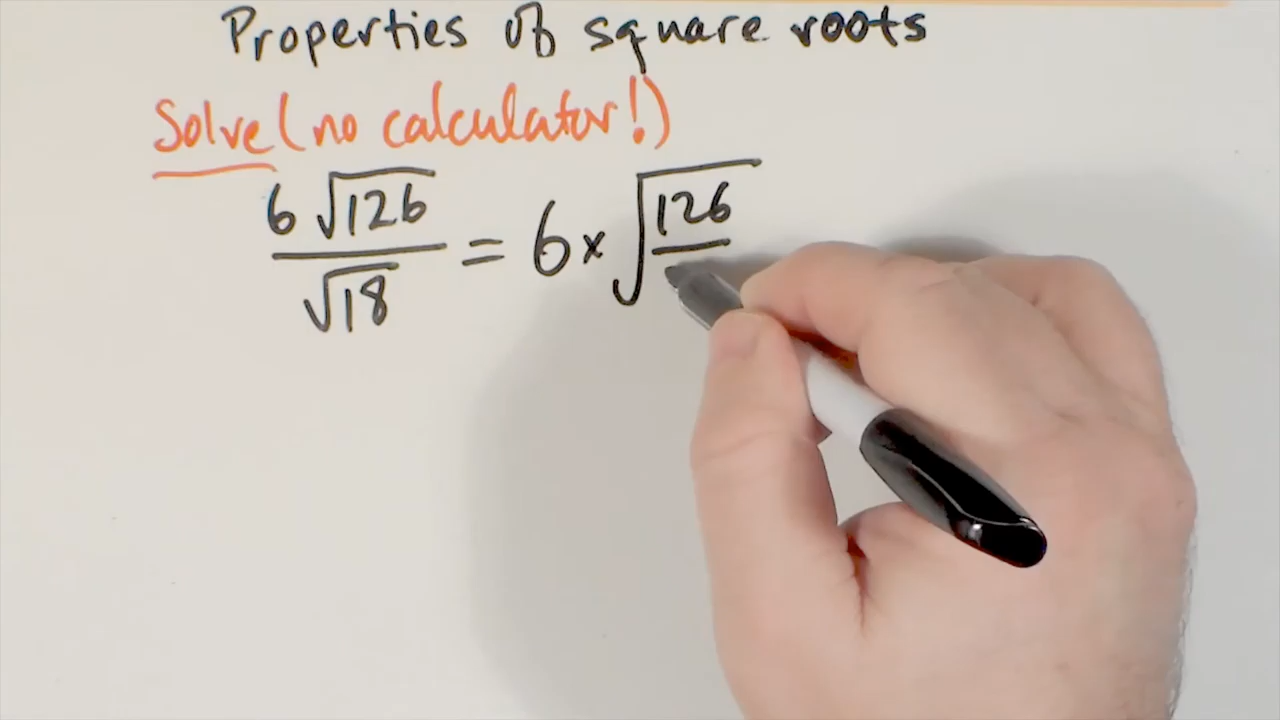 Properties of square roots
Solve (no calculator!)
6 √126 / √18 = 6 × √126